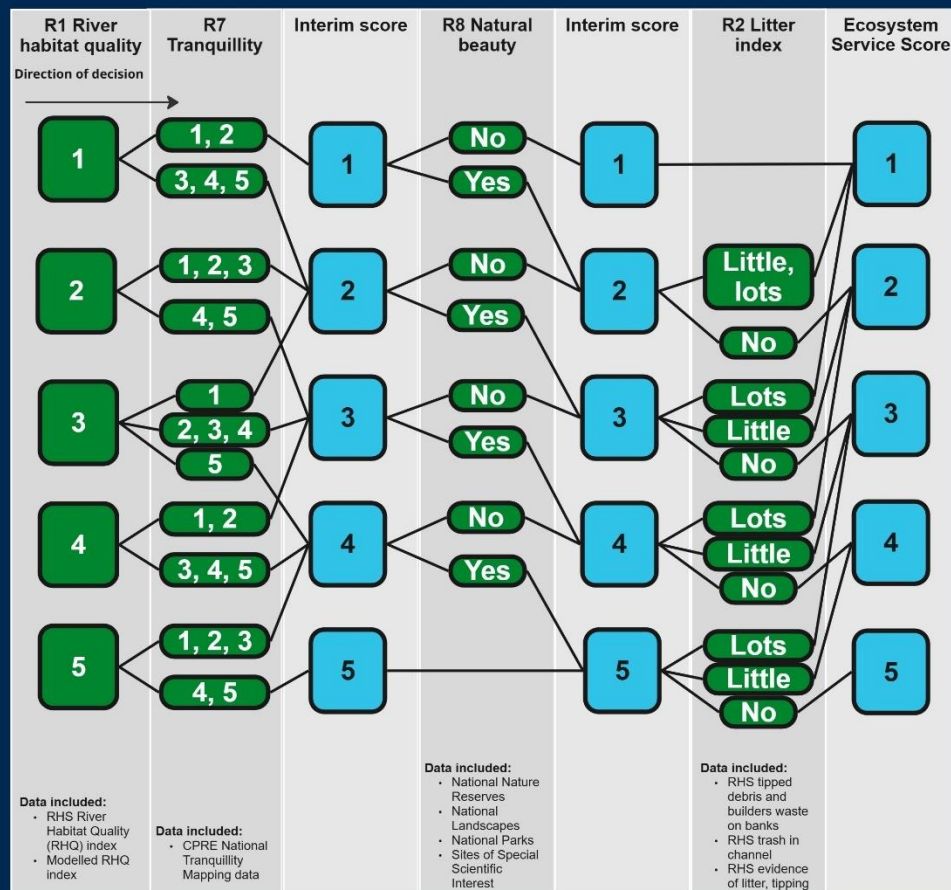 R1 River
habitat quality
R7
Tranquillity
Interim score
R8 Natural
beauty
Interim score
R2 Litter
index
Ecosystem
Service Score
Direction of decision
1
1, 2
3, 4, 5
1
No
Yes
1
1
2
1, 2, 3
4, 5
2
No
Yes
2
Little,
lots
No
2
3
1
2, 3, 4
5
3
No
Yes
3
Lots
Little
No
3
4
1, 2
3, 4, 5
4
No
Yes
4
Lots
Little
No
4
5
1, 2, 3
4, 5
5
5
Lots
Little
No
5
Data included:
• RHS River
Habitat Quality
(RHQ) index
• Modelled RHQ
index
Data included:
• CPRE National
Tranquillity
Mapping data
Data included:
• National Nature
Reserves
• National
Landscapes
• National Parks
• Sites of Special
Scientific
Interest
Data included:
• RHS tipped
debris and
builders waste
on banks
• RHS trash in
channel
• RHS evidence
of litter, tipping